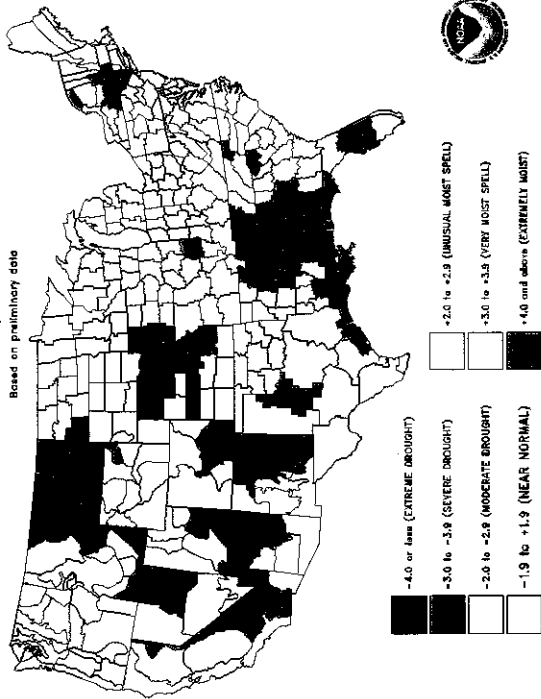 Based on preliminary data
-4.0 or less (EXTREME DROUGHT)
-3.0 to -3.9 (SEVERE DROUGHT)
-2.0 to -2.9 (MODERATE DROUGHT)
-1.9 to +1.9 (NEAR NORMAL)
+2.0 to +2.9 (UNUSUAL MOIST SPELL)
+3.0 to +3.9 (VERY MOIST SPELL)
+4.0 and above (EXTREMELY MOIST)
NOAA